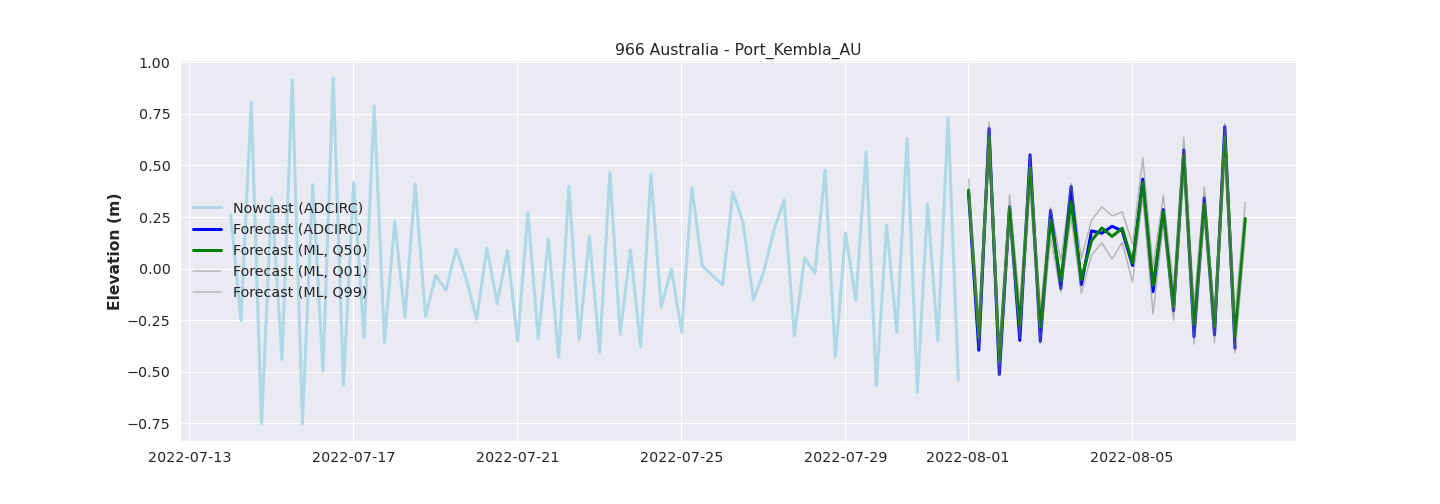 966 Australia - Port_Kembla_AU
Elevation (m)
1.00
0.75
0.50
0.25
0.00
−0.25
−0.50
−0.75
Nowcast (ADCIRC)
Forecast (ADCIRC)
Forecast (ML, Q50)
Forecast (ML, Q01)
Forecast (ML, Q99)
2022-07-13 2022-07-17 2022-07-21 2022-07-25 2022-07-29 2022-08-01 2022-08-05